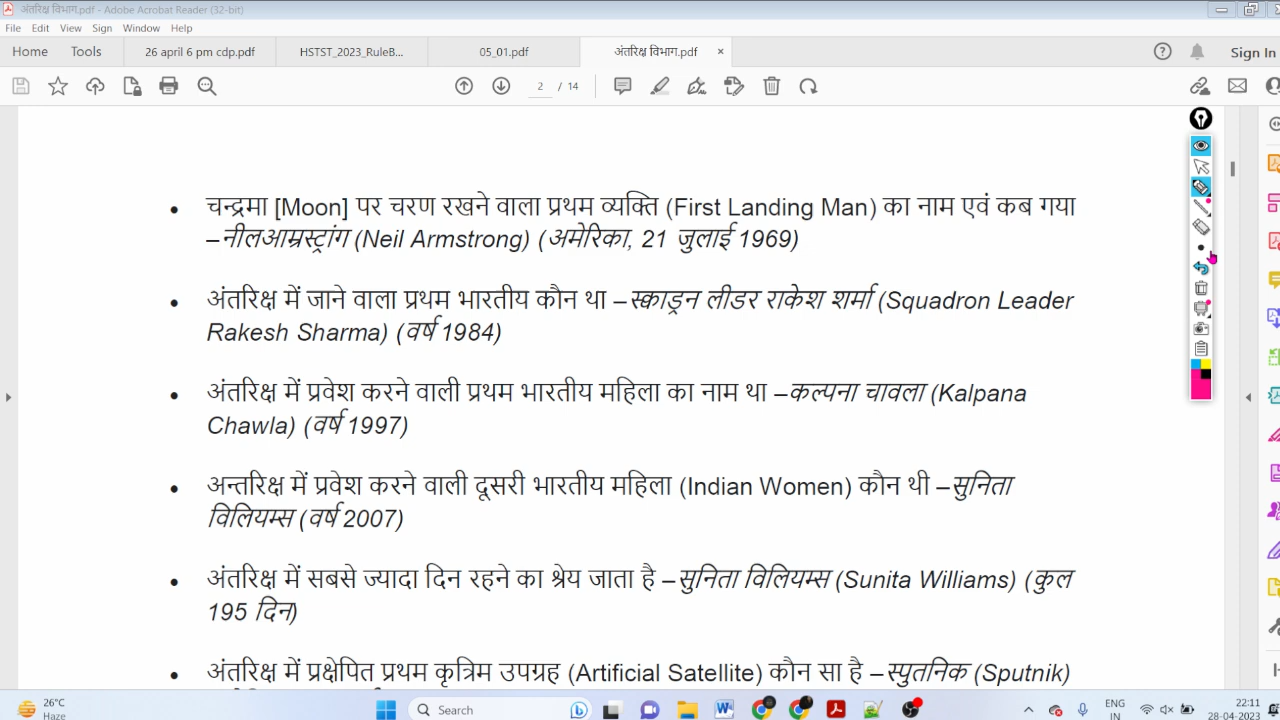 अंतरिक्ष विभाग.pdf - Adobe Acrobat Reader (32-bit)
File Edit View Sign Window Help
Home Tools 26 april 6 pm cdp.pdf HSTST_2023_RuleB... 05_01.pdf अंतरिक्ष विभाग.pdf × Sign In
2 / 14
• चन्द्रमा [Moon] पर चरण रखने वाला प्रथम व्यक्ति (First Landing Man) का नाम एवं कब गया
–नीलआम्रस्ट्रांग (Neil Armstrong) (अमेरिका, 21 जुलाई 1969)
• अंतरिक्ष में जाने वाला प्रथम भारतीय कौन था –स्क्वाड्रन लीडर राकेश शर्मा (Squadron Leader
Rakesh Sharma) (वर्ष 1984)
• अंतरिक्ष में प्रवेश करने वाली प्रथम भारतीय महिला का नाम था –कल्पना चावला (Kalpana
Chawla) (वर्ष 1997)
• अन्तरिक्ष में प्रवेश करने वाली दूसरी भारतीय महिला (Indian Women) कौन थी –सुनिता
विलियम्स (वर्ष 2007)
• अंतरिक्ष में सबसे ज्यादा दिन रहने का श्रेय जाता है –सुनिता विलियम्स (Sunita Williams) (कुल
195 दिन)
• अंतरिक्ष में प्रक्षेपित प्रथम कृत्रिम उपग्रह (Artificial Satellite) कौन सा है –स्पुतनिक (Sputnik)
26°C
Haze
Search
ENG
IN
22:11
28-04-2023